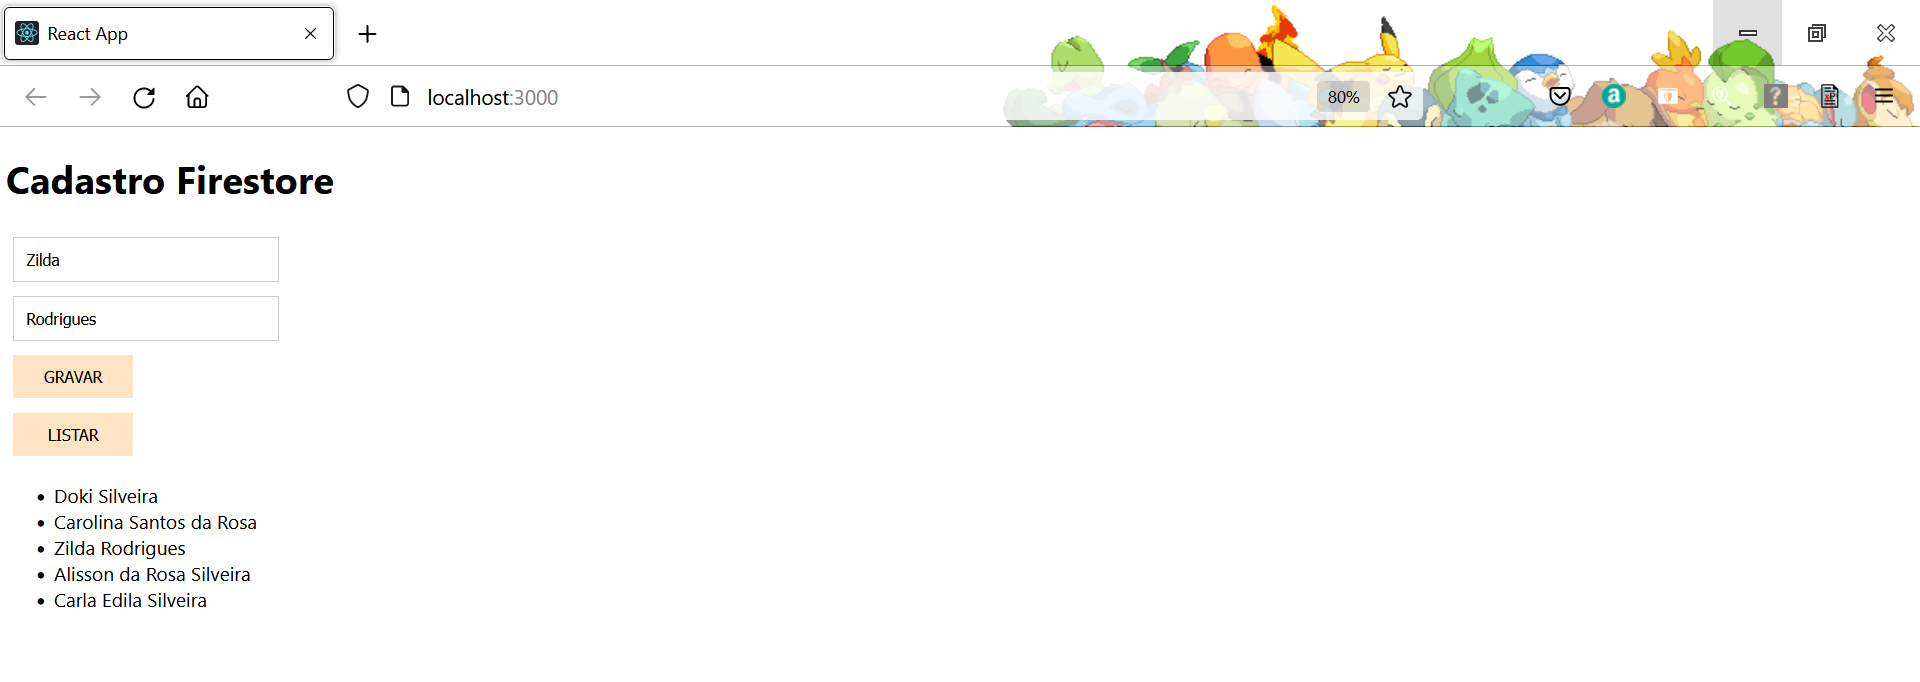 React App
localhost:3000
80%
Cadastro Firestore
Zilda
Rodrigues
GRAVAR
LISTAR
Doki Silveira
Carolina Santos da Rosa
Zilda Rodrigues
Alisson da Rosa Silveira
Carla Edila Silveira